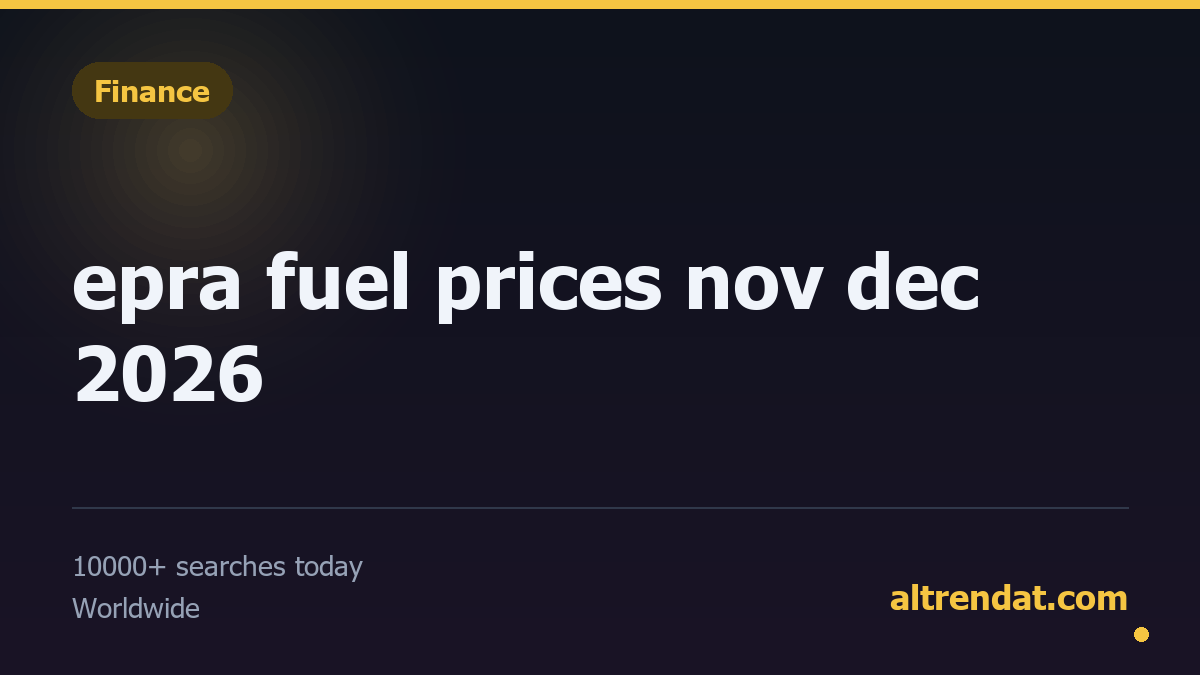 Finance
epra fuel prices nov dec
2026
10000+ searches today
Worldwide
altrendat.com